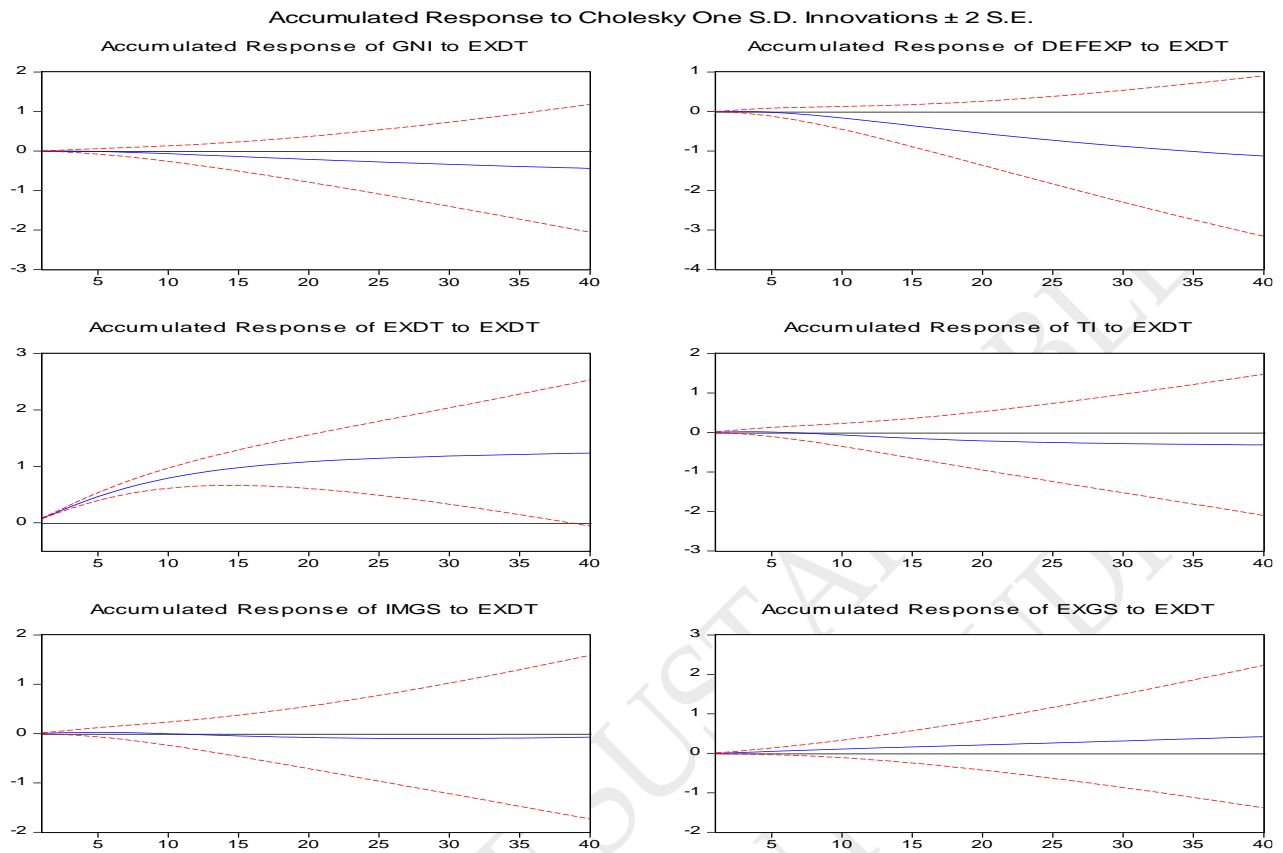 Accumulated Response to Cholesky One S.D. Innovations ± 2 S.E.
Accumulated Response of GNI to EXDT
2
1
0
-1
-2
-3
5 10 15 20 25 30 35 40
Accumulated Response of DEFEXP to EXDT
1
0
-1
-2
-3
-4
5 10 15 20 25 30 35 40
Accumulated Response of EXDT to EXDT
3
2
1
0
5 10 15 20 25 30 35 40
Accumulated Response of TI to EXDT
2
1
0
-1
-2
-3
5 10 15 20 25 30 35 40
Accumulated Response of IMGS to EXDT
2
1
0
-1
-2
5 10 15 20 25 30 35 40
Accumulated Response of EXGS to EXDT
3
2
1
0
-1
-2
5 10 15 20 25 30 35 40